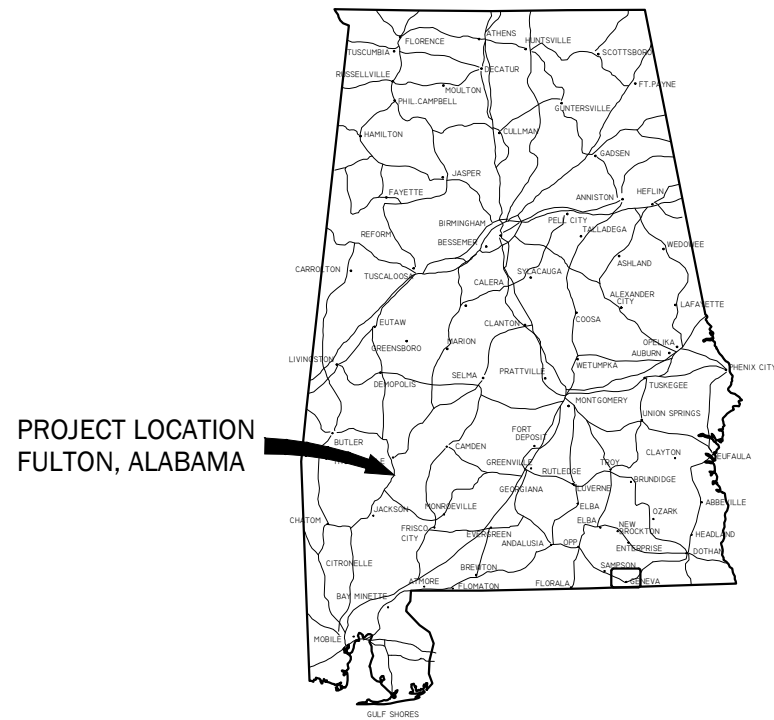 FLORENCE
ATHENS
HUNTSVILLE
TUSCUMBIA
SCOTTSBORO
RUSSELLVILLE
DECATUR
FT.PAYNE
MOULTON
PHIL.CAMPBELL
GUNTERSVILLE
HAMILTON
CULLMAN
GADSEN
JASPER
FAYETTE
ANNISTON
HEFLIN
BIRMINGHAM
PELL CITY
REFORM
TALLADEGA
BESSEMER
WEDOWEE
CARROLTON
TUSCALOOSA
SYLACAUGA
ASHLAND
CALERA
ALEXANDER
CITY
LAFAYETTE
EUTAW
CLANTON
COOSA
GREENSBORO
MARION
OPELIKA
AUBURN
LIVINGSTON
WETUMPKA
PHENIX CITY
DEMOPOLIS
SELMA
PRATTVILLE
TUSKEGEE
MONTGOMERY
UNION SPRINGS
PROJECT LOCATION
FULTON, ALABAMA
BUTLER
CAMDEN
FORT
DEPOSIT
CLAYTON
EUFAULA
GREENVILLE
RUTLEDGE
TROY
GEORGIANA
LUVERNE
BRUNDIDGE
JACKSON
MONROEVILLE
ELBA
OZARK
ABBEVILLE
CHATOM
FRISCO
CITY
EVERGREEN
ELBA
NEW
BROCKTON
HEADLAND
ANDALUSIA
OPP
ENTERPRISE
DOTHAN
CITRONELLE
BREWTON
SAMPSON
ATMORE
FLOMATON
FLORALA
GENEVA
BAY MINETTE
MOBILE
GULF SHORES